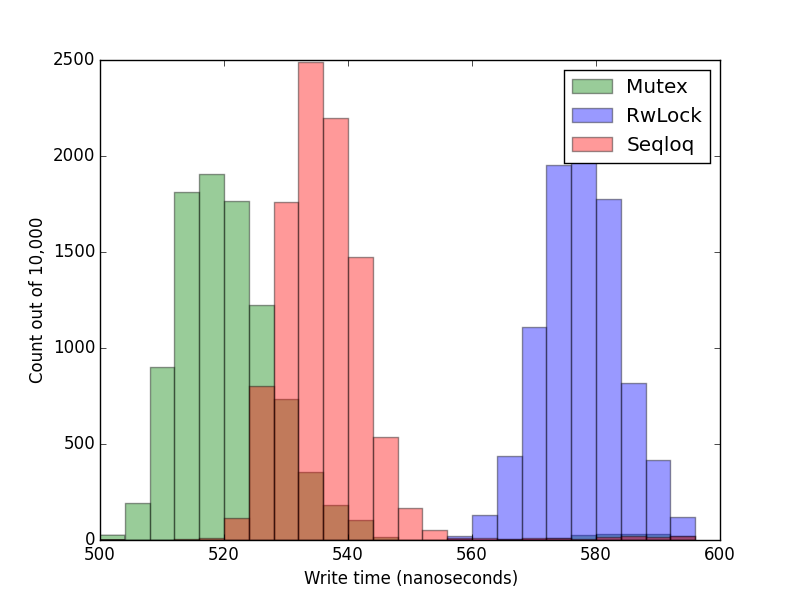 2500
2000
1500
1000
500
0
Count out of 10,000
Mutex
RwLock
Seqloq
500 520 540 560 580 600
Write time (nanoseconds)